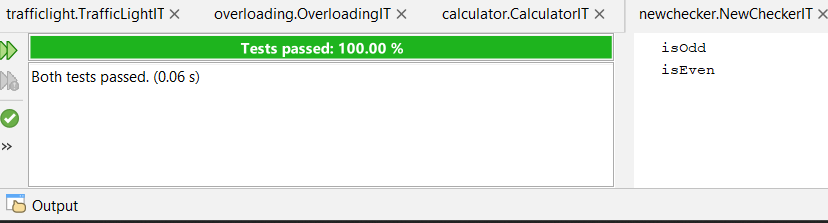 trafficlight.TrafficLightIT
overloading.OverloadingIT
calculator.CalculatorIT
newchecker.NewCheckerIT
Tests passed: 100.00 %
Both tests passed. (0.06 s)
isOdd
isEven
Output